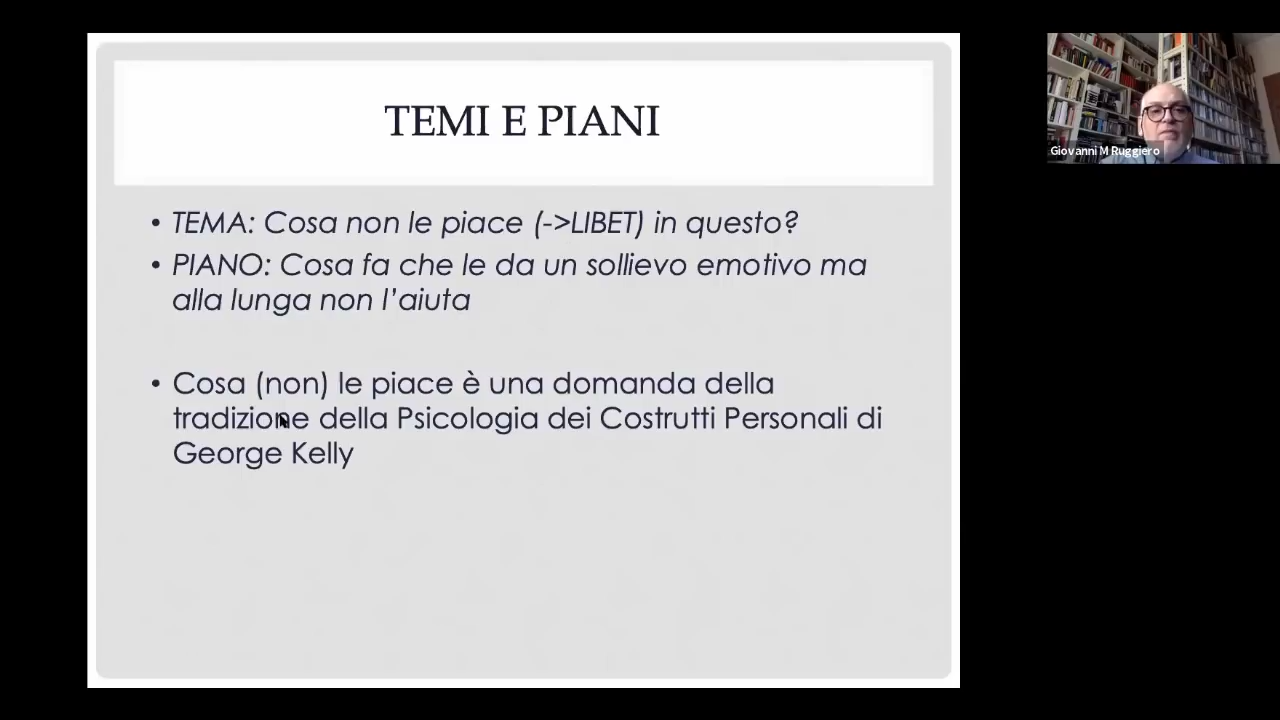 TEMI E PIANI
• TEMA: Cosa non le piace (->LIBET) in questo?
• PIANO: Cosa fa che le da un sollievo emotivo ma
alla lunga non l'aiuta
• Cosa (non) le piace è una domanda della
tradizione della Psicologia dei Costrutti Personali di
George Kelly
Giovanni M Ruggiero